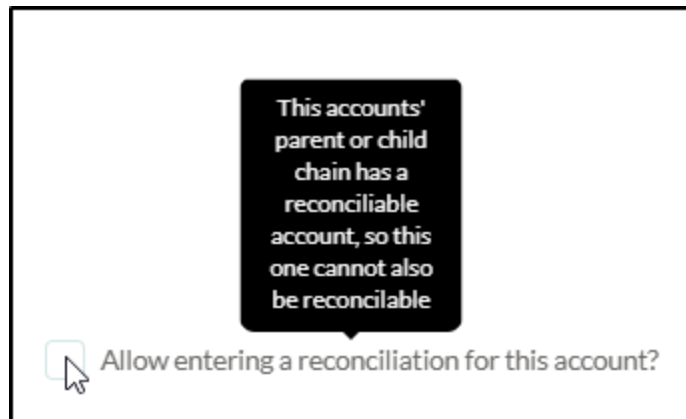 This accounts'
parent or child
chain has a
reconciliable
account, so this
one cannot also
be reconcilable
Allow entering a reconciliation for this account?